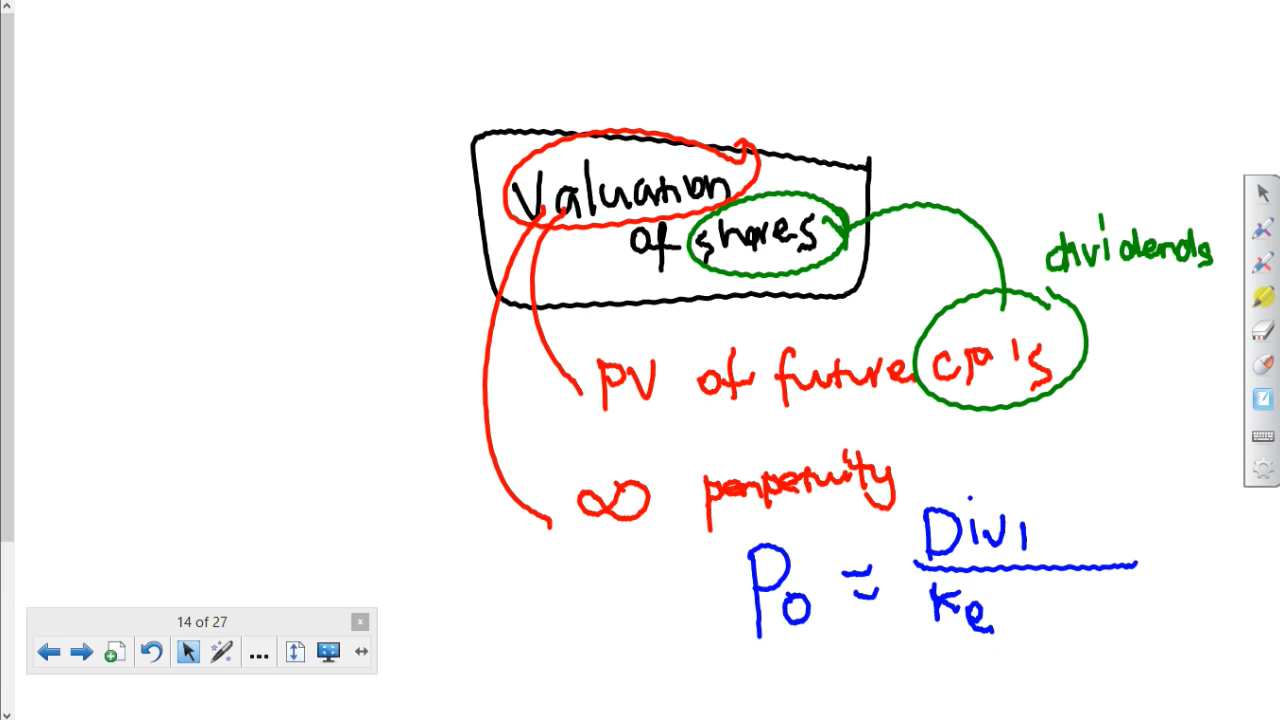 Valuation
of shares
dividends
PV of future CF's
∞ perpetuity
P0 = Div1
ke
14 of 27